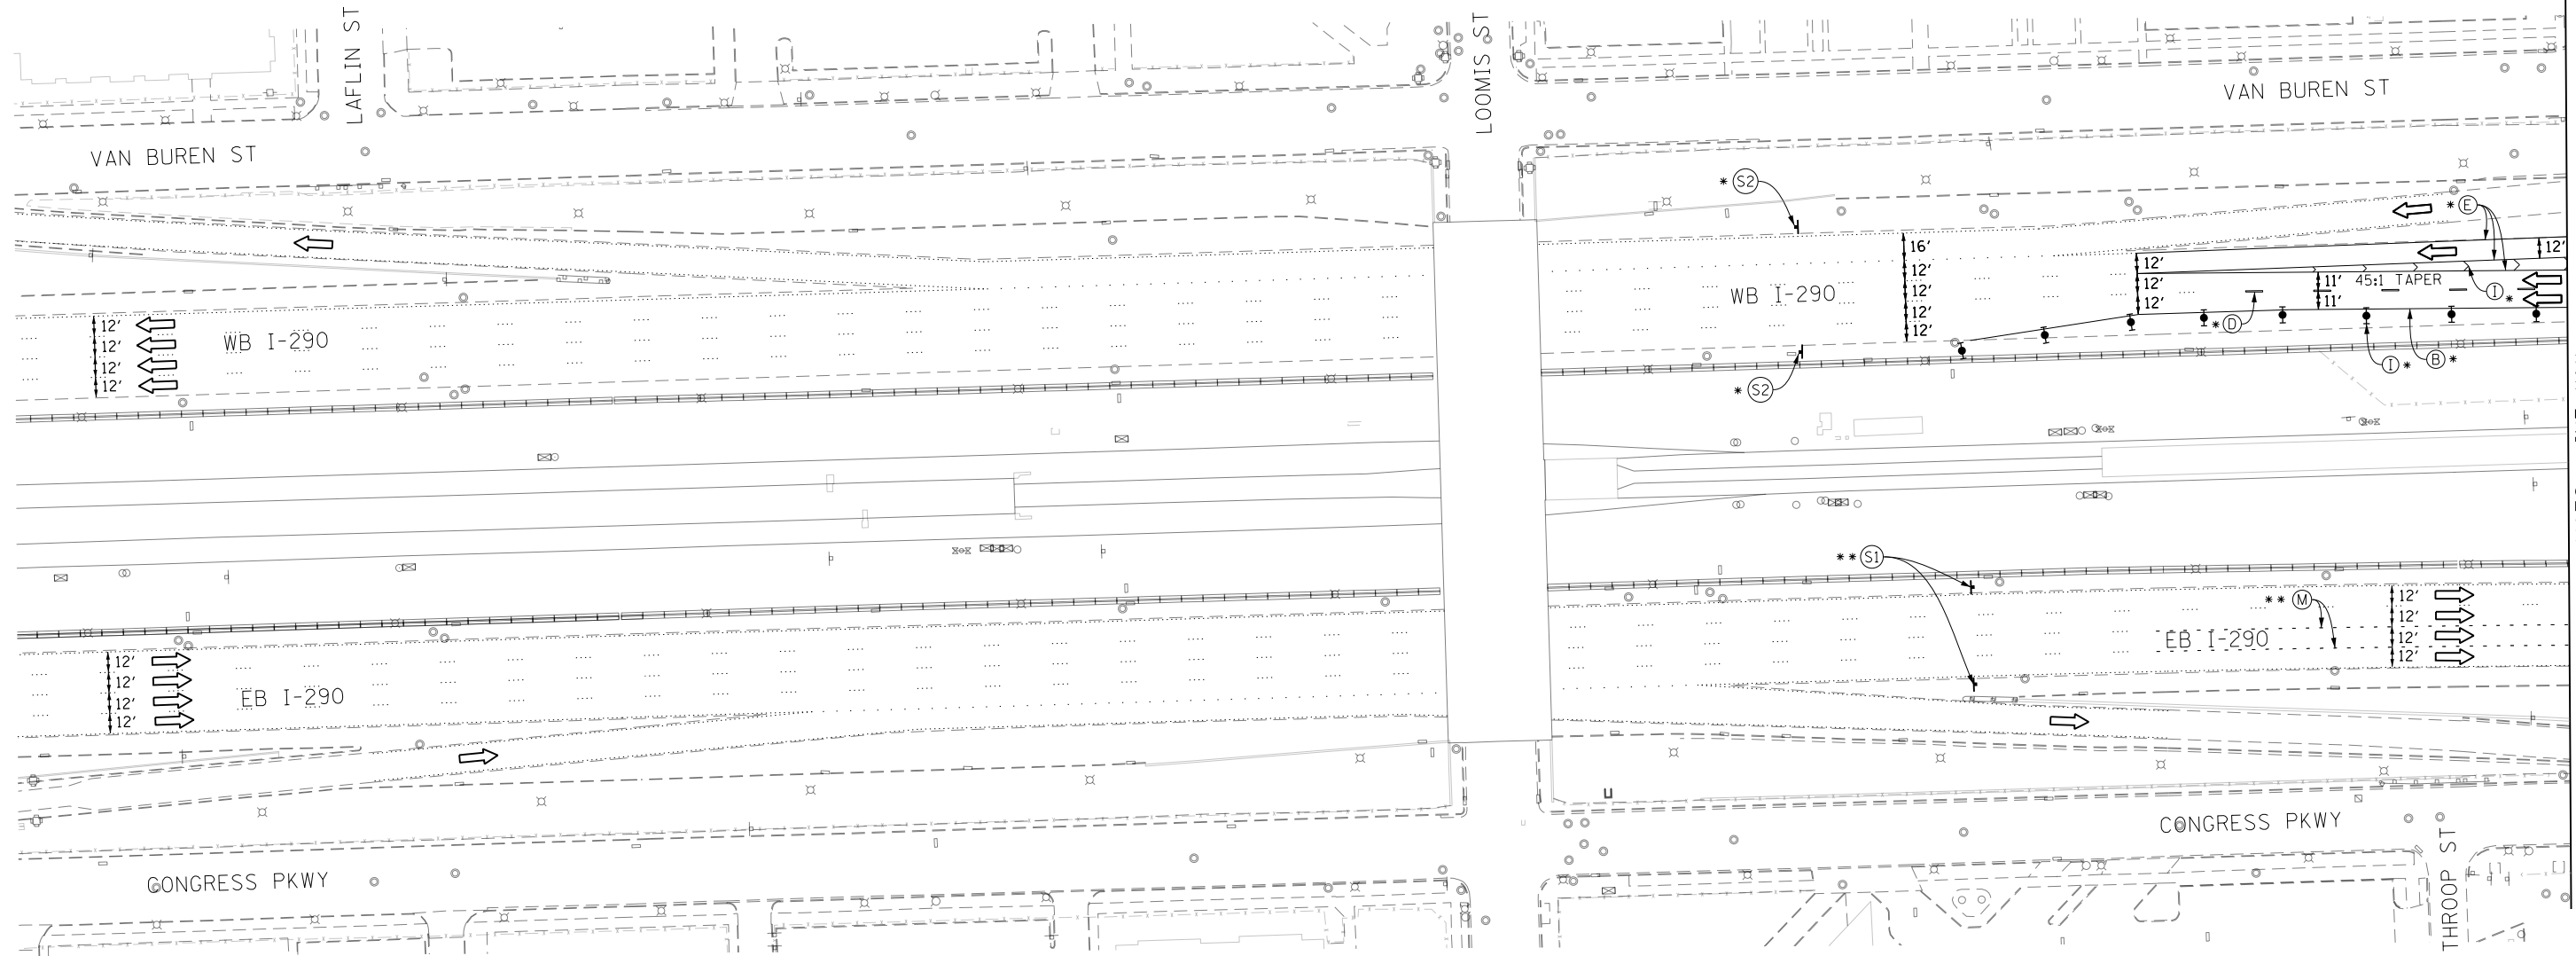 LAFLIN ST
LOOMIS ST
VAN BUREN ST
VAN BUREN ST
* S2
* E
16'
12'
12'
12'
12'
12'
12'
12'
12'
11'
11'
45:1 TAPER
WB I-290
I *
* D
I *
B *
* S2
12'
12'
12'
12'
WB I-290
* * S1
* * M
12'
12'
12'
12'
EB I-290
12'
12'
12'
12'
EB I-290
CONGRESS PKWY
CONGRESS PKWY
THROOP ST